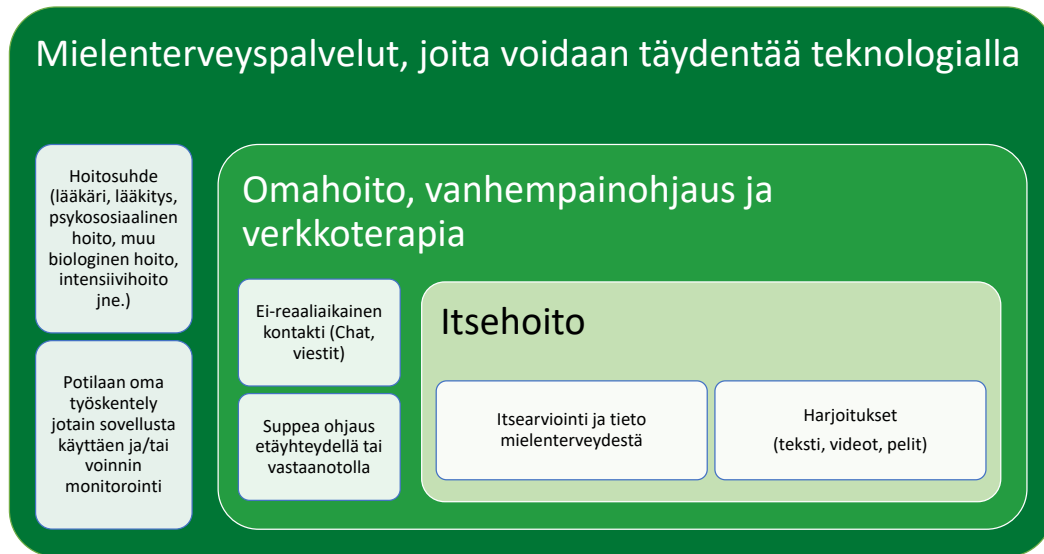 Mielenterveyspalvelut, joita voidaan täydentää teknologialla
Hoitosuhde
(lääkäri, lääkitys,
psykososiaalinen
hoito, muu
biologinen hoito,
intensiivihoito
jne.)
Potilaan oma
työskentely
jotain sovellusta
käyttäen ja/tai
voinnin
monitorointi
Omahoito, vanhempainohjaus ja
verkkoterapia
Ei-reaaliaikainen
kontakti (Chat,
viestit)
Suppea ohjaus
etäyhteydellä tai
vastaanotolla
Itsehoito
Itsearviointi ja tieto
mielenterveydestä
Harjoitukset
(teksti, videot, pelit)